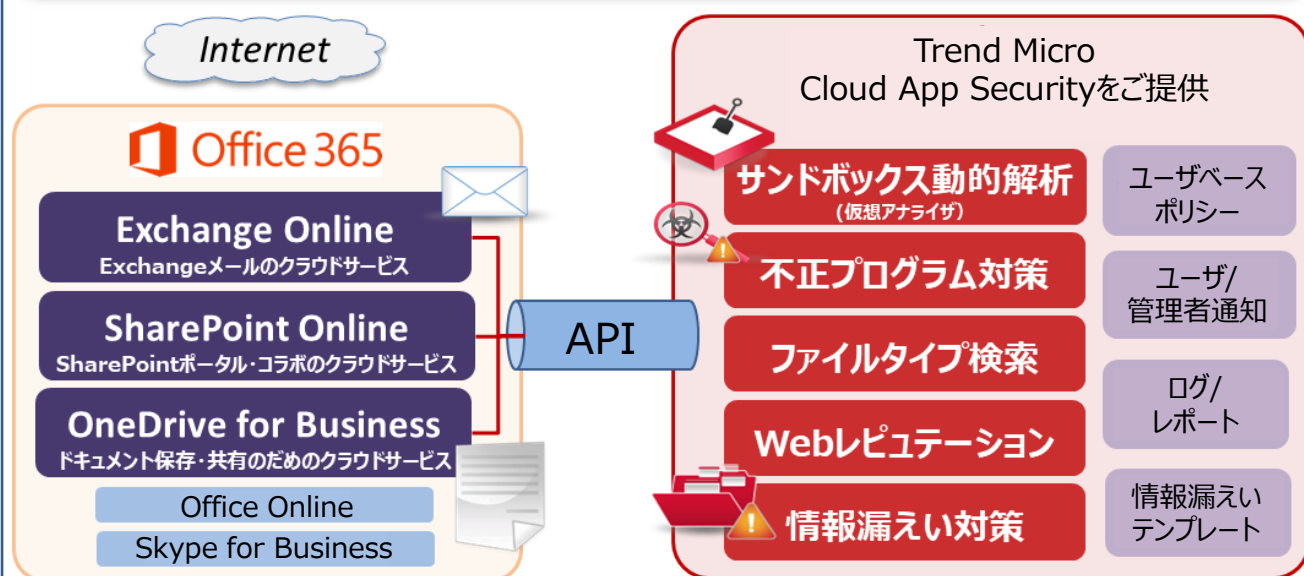 Internet
Office 365
Exchange Online
Exchangeメールのクラウドサービス
SharePoint Online
SharePointポータル・コラボのクラウドサービス
OneDrive for Business
ドキュメント保存・共有のだめのクラウドサービス
Office Online
Skype for Business
API
Trend Micro
Cloud App Securityをご提供
サンドボックス動的解析
(仮想アナライザ)
不正プログラム対策
ファイルタイプ検索
Webレピュテーション
情報漏えい対策
ユーザベース
ポリシー
ユーザ/
管理者通知
ログ/
レポート
情報漏えい
テンプレート